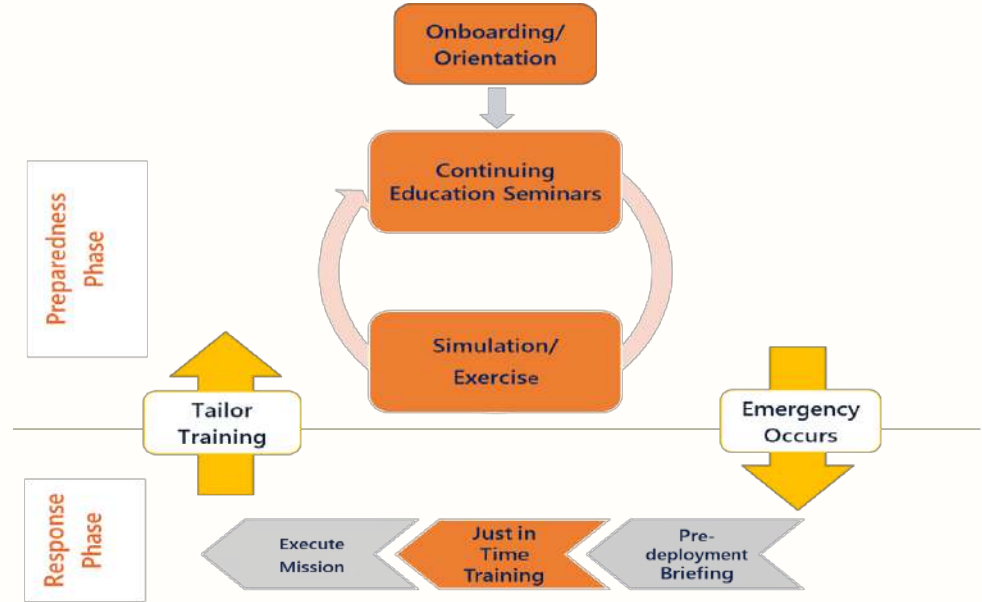 Onboarding/
Orientation
Continuing
Education Seminars
Preparedness
Phase
Simulation/
Exercise
Tailor
Training
Emergency
Occurs
Response
Phase
Execute
Mission
Just in
Time
Training
Pre-
deployment
Briefing